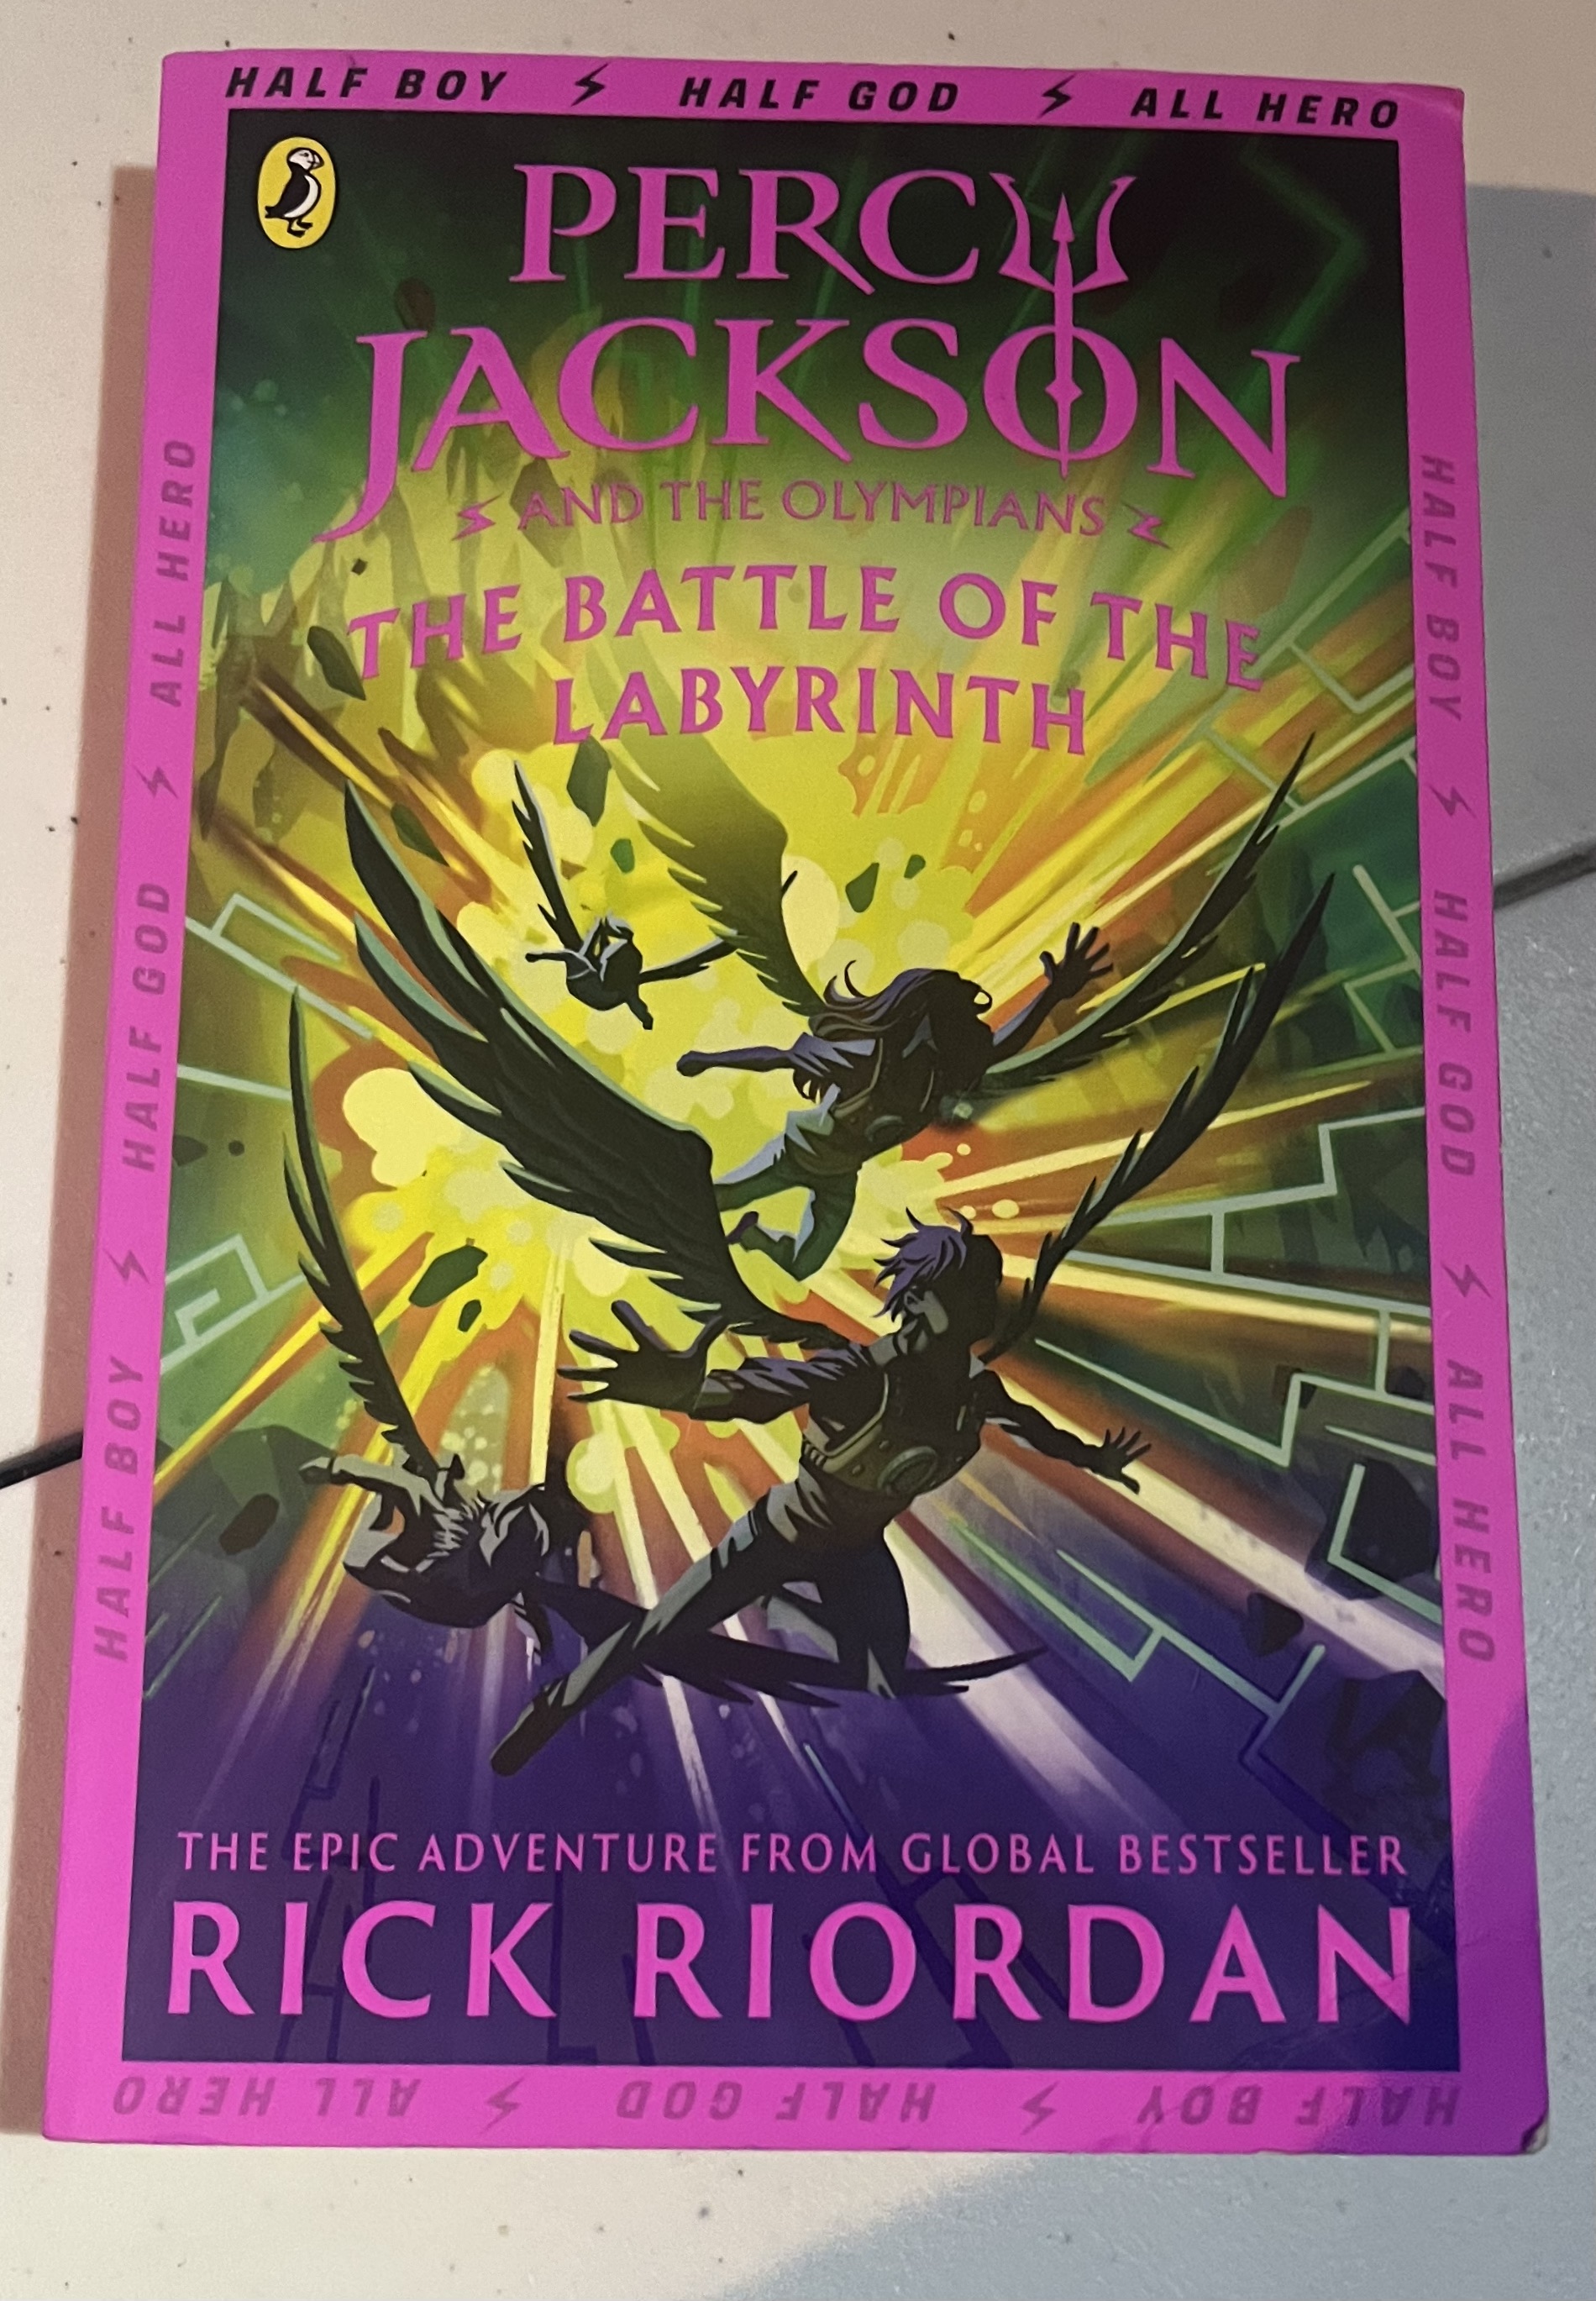 HALF BOY HALF GOD ALL HERO
PERCY
JACKSON
AND THE OLYMPIANS
THE BATTLE OF THE
LABYRINTH
HALF BOY HALF GOD ALL HERO
HALF BOY HALF GOD ALL HERO
THE EPIC ADVENTURE FROM GLOBAL BESTSELLER
RICK RIORDAN
HALF BOY HALF GOD ALL HERO